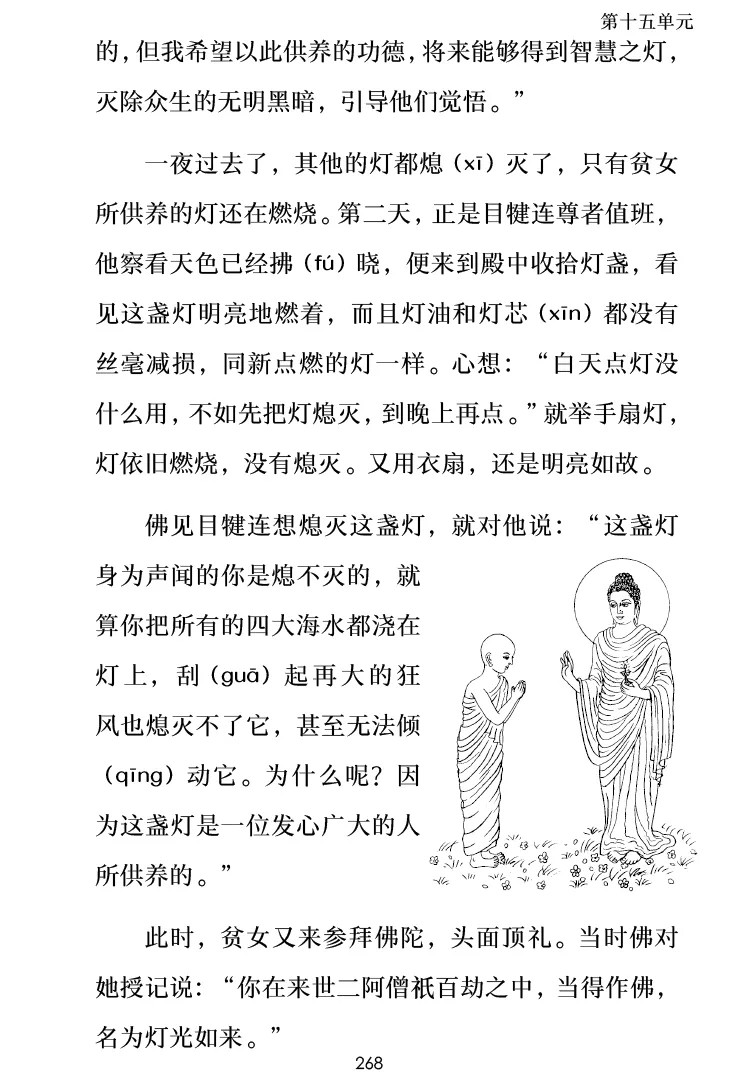 第十五单元
的，但我希望以此供养的功德，将来能够得到智慧之灯，
灭除众生的无明黑暗，引导他们觉悟。”
一夜过去了，其他的灯都熄（xī）灭了，只有贫女
所供养的灯还在燃烧。第二天，正是目犍连尊者值班，
他察看天色已经拂（fú）晓，便来到殿中收拾灯盏，看
见这盏灯明亮地燃着，而且灯油和灯芯（xīn）都没有
丝毫减损，同新点燃的灯一样。心想：“白天点灯没
什么用，不如先把灯熄灭，到晚上再点。”就举手扇灯，
灯依旧燃烧，没有熄灭。又用衣扇，还是明亮如故。
佛见目犍连想熄灭这盏灯，就对他说：“这盏灯
身为声闻的你是熄不灭的，就
算你把所有的四大海水都浇在
灯上，刮（guā）起再大的狂
风也熄灭不了它，甚至无法倾
（qīng）动它。为什么呢？因
为这盏灯是一位发心广大的人
所供养的。”
此时，贫女又来参拜佛陀，头面顶礼。当时佛对
她授记说：“你在来世二阿僧祇百劫之中，当得作佛，
名为灯光如来。”
268